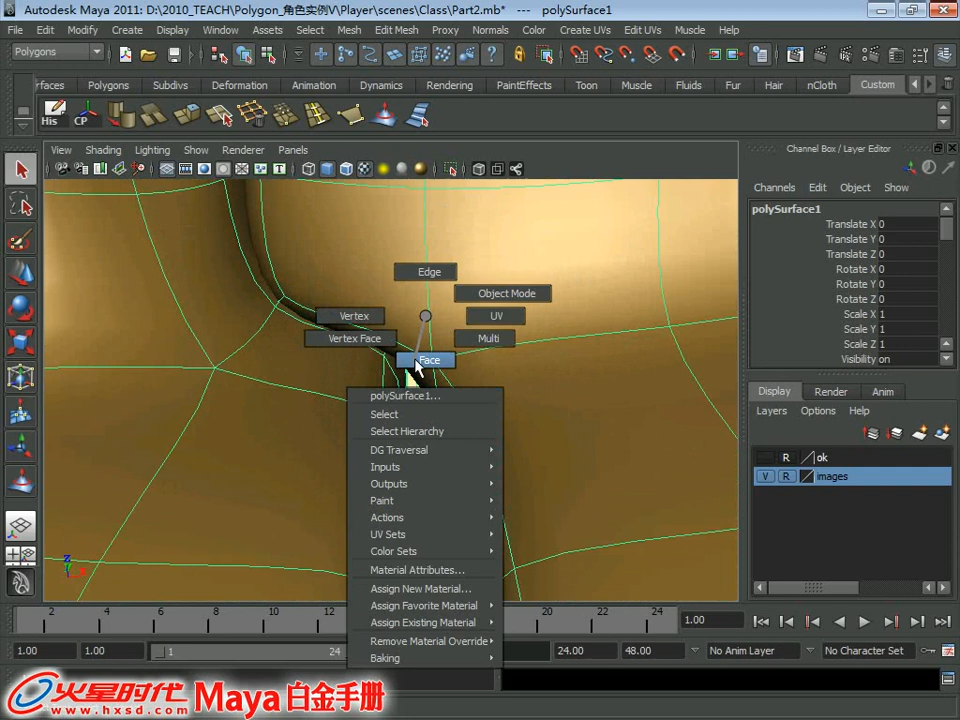 Autodesk Maya 2011: D:\2010_TEACH\Polygon_角色实例V\Player\scenes\Class\Part2.mb* --- polySurface1
File Edit Modify Create Display Window Assets Select Mesh Edit Mesh Proxy Normals Color Create UVs Edit UVs Muscle Help
Polygons
rfaces Polygons Subdivs Deformation Animation Dynamics Rendering PaintEffects Toon Muscle Fluids Fur Hair nCloth Custom
His CP
View Shading Lighting Show Renderer Panels
Channel Box / Layer Editor
Channels Edit Object Show
polySurface1
Translate X 0
Translate Y 0
Translate Z 0
Rotate X 0
Rotate Y 0
Rotate Z 0
Scale X 1
Scale Y 1
Scale Z 1
Visibility on
Edge
Object Mode
Vertex
UV
Vertex Face
Multi
Face
polySurface1...
Select
Select Hierarchy
DG Traversal
Inputs
Outputs
Paint
Actions
UV Sets
Color Sets
Material Attributes...
Assign New Material...
Assign Favorite Material
Assign Existing Material
Remove Material Override
Baking
Display Render Anim
Layers Options Help
R ok
V R images
2 4 6 8 10 12 20 22 24
1.00
1.00 1.00 1 24 24.00 48.00 No Anim Layer No Character Set
火星时代 Maya 白金手册
www.hxsd.com